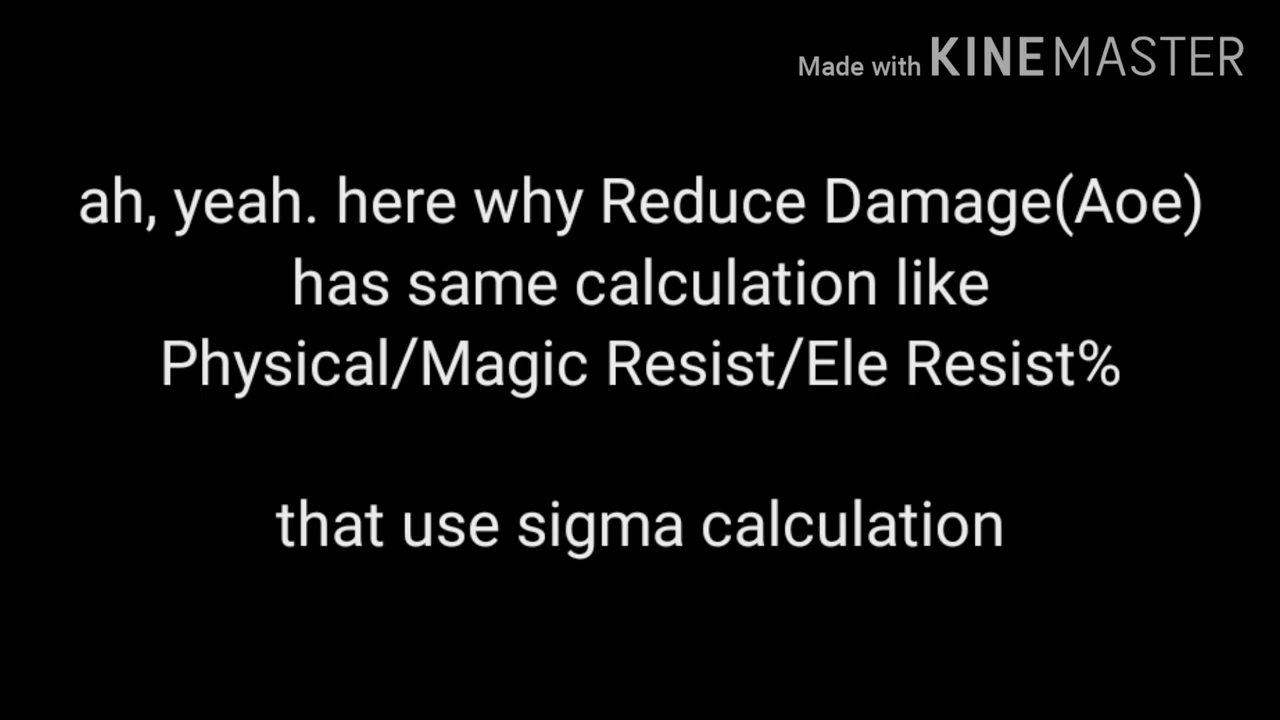 Made with KINEMASTER
ah, yeah. here why Reduce Damage(Aoe)
has same calculation like
Physical/Magic Resist/Ele Resist%
that use sigma calculation